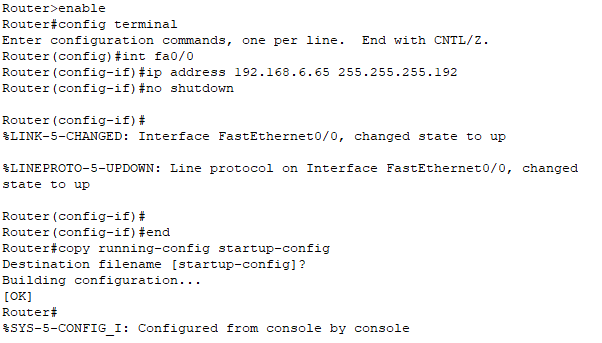 Router>enable
Router#config terminal
Enter configuration commands, one per line.  End with CNTL/Z.
Router(config)#int fa0/0
Router(config-if)#ip address 192.168.6.65 255.255.255.192
Router(config-if)#no shutdown

Router(config-if)#
%LINK-5-CHANGED: Interface FastEthernet0/0, changed state to up

%LINEPROTO-5-UPDOWN: Line protocol on Interface FastEthernet0/0, changed
state to up

Router(config-if)#
Router(config-if)#end
Router#copy running-config startup-config
Destination filename [startup-config]?
Building configuration...
[OK]
Router#
%SYS-5-CONFIG_I: Configured from console by console